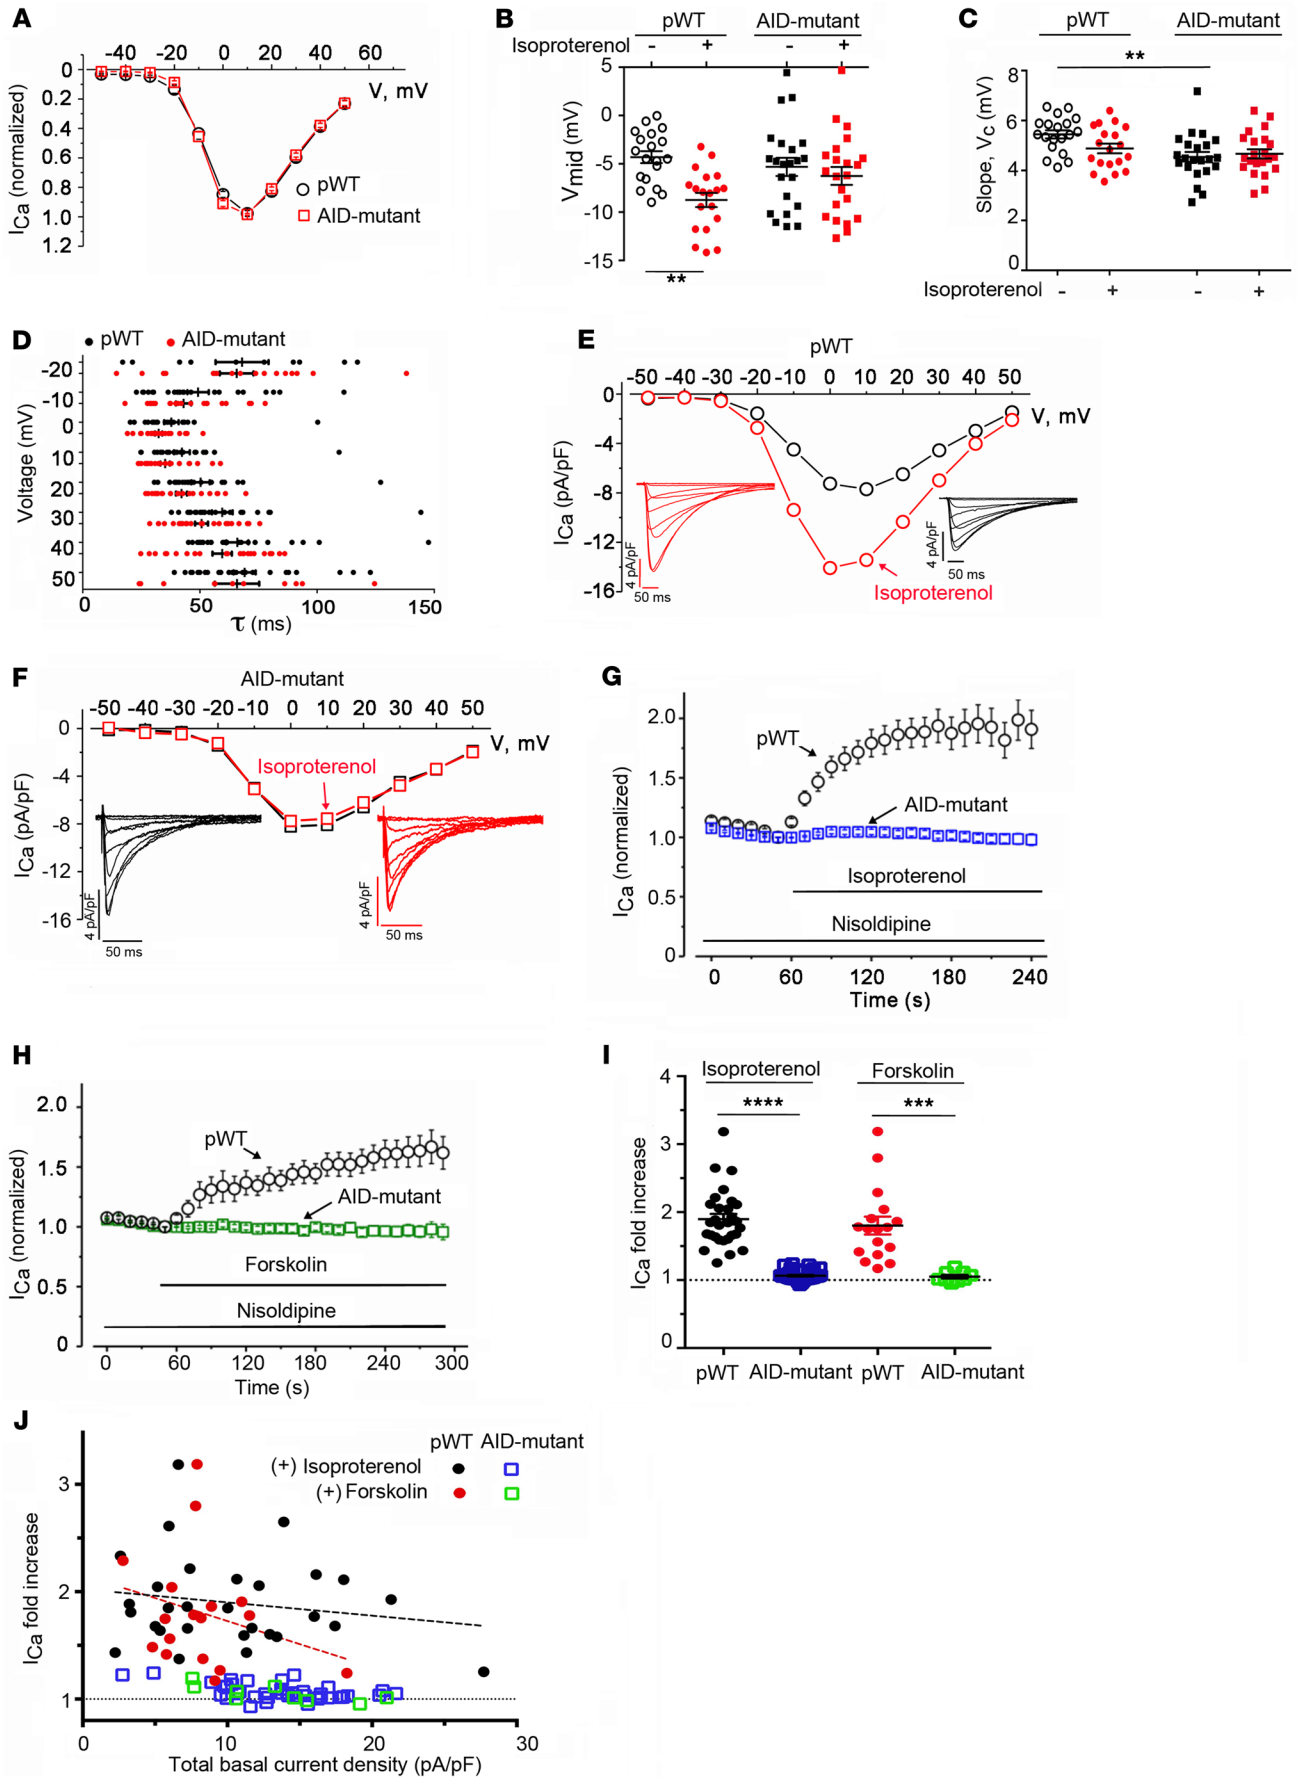 A
-40 -20 0 20 40 60
V, mV
0
0.2
0.4
0.6
0.8
1.0
1.2
ICa (normalized)
pWT
AID-mutant
B
pWT AID-mutant
Isoproterenol - + - +
5
0
-5
-10
-15
Vmid (mV)
**
C
pWT AID-mutant
**
8
6
4
2
0
Slope, Vc (mV)
Isoproterenol - + - +
D
pWT AID-mutant
-20
-10
0
10
20
30
40
50
Voltage (mV)
0 50 100 150
τ (ms)
E
pWT
-50 -40 -30 -20 -10 0 10 20 30 40 50
V, mV
0
-4
-8
-12
-16
ICa (pA/pF)
4 pA/pF
50 ms
4 pA/pF
50 ms
Isoproterenol
F
AID-mutant
-50 -40 -30 -20 -10 0 10 20 30 40 50
V, mV
0
-4
-8
-12
-16
ICa (pA/pF)
Isoproterenol
4 pA/pF
50 ms
4 pA/pF
50 ms
G
2.0
1.5
1.0
0.5
0
ICa (normalized)
pWT
AID-mutant
Isoproterenol
Nisoldipine
0 60 120 180 240
Time (s)
H
2.0
1.5
1.0
0.5
0
ICa (normalized)
pWT
AID-mutant
Forskolin
Nisoldipine
0 60 120 180 240 300
Time (s)
I
Isoproterenol Forskolin
**** ***
4
3
2
1
0
ICa fold increase
pWT AID-mutant pWT AID-mutant
J
pWT AID-mutant
(+) Isoproterenol
(+) Forskolin
3
2
1
ICa fold increase
0 10 20 30
Total basal current density (pA/pF)